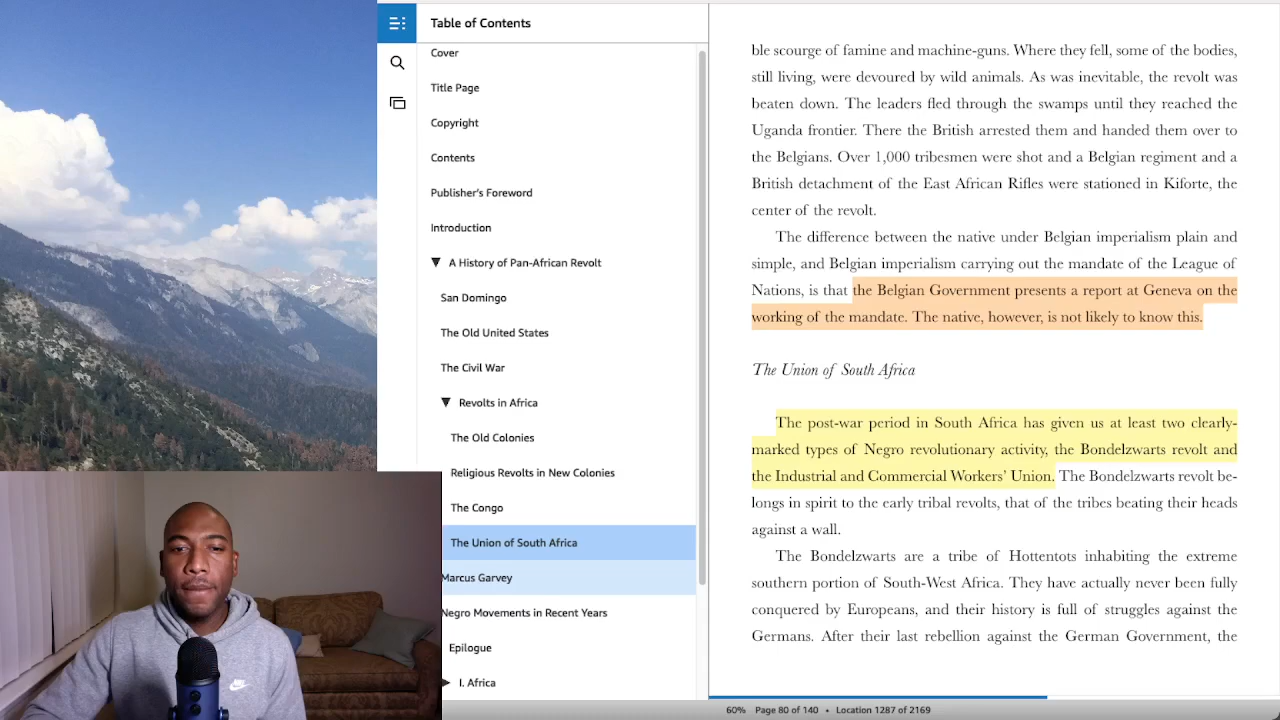 Table of Contents
Cover
Title Page
Copyright
Contents
Publisher's Foreword
Introduction
A History of Pan-African Revolt
San Domingo
The Old United States
The Civil War
Revolts in Africa
The Old Colonies
Religious Revolts in New Colonies
The Congo
The Union of South Africa
Marcus Garvey
Negro Movements in Recent Years
Epilogue
I. Africa
ble scourge of famine and machine-guns. Where they fell, some of the bodies,
still living, were devoured by wild animals. As was inevitable, the revolt was
beaten down. The leaders fled through the swamps until they reached the
Uganda frontier. There the British arrested them and handed them over to
the Belgians. Over 1,000 tribesmen were shot and a Belgian regiment and a
British detachment of the East African Rifles were stationed in Kiforte, the
center of the revolt.
The difference between the native under Belgian imperialism plain and
simple, and Belgian imperialism carrying out the mandate of the League of
Nations, is that the Belgian Government presents a report at Geneva on the
working of the mandate. The native, however, is not likely to know this.
The Union of South Africa
The post-war period in South Africa has given us at least two clearly-
marked types of Negro revolutionary activity, the Bondelzwarts revolt and
the Industrial and Commercial Workers' Union. The Bondelzwarts revolt be-
longs in spirit to the early tribal revolts, that of the tribes beating their heads
against a wall.
The Bondelzwarts are a tribe of Hottentots inhabiting the extreme
southern portion of South-West Africa. They have actually never been fully
conquered by Europeans, and their history is full of struggles against the
Germans. After their last rebellion against the German Government, the
60% Page 80 of 140 • Location 1287 of 2169